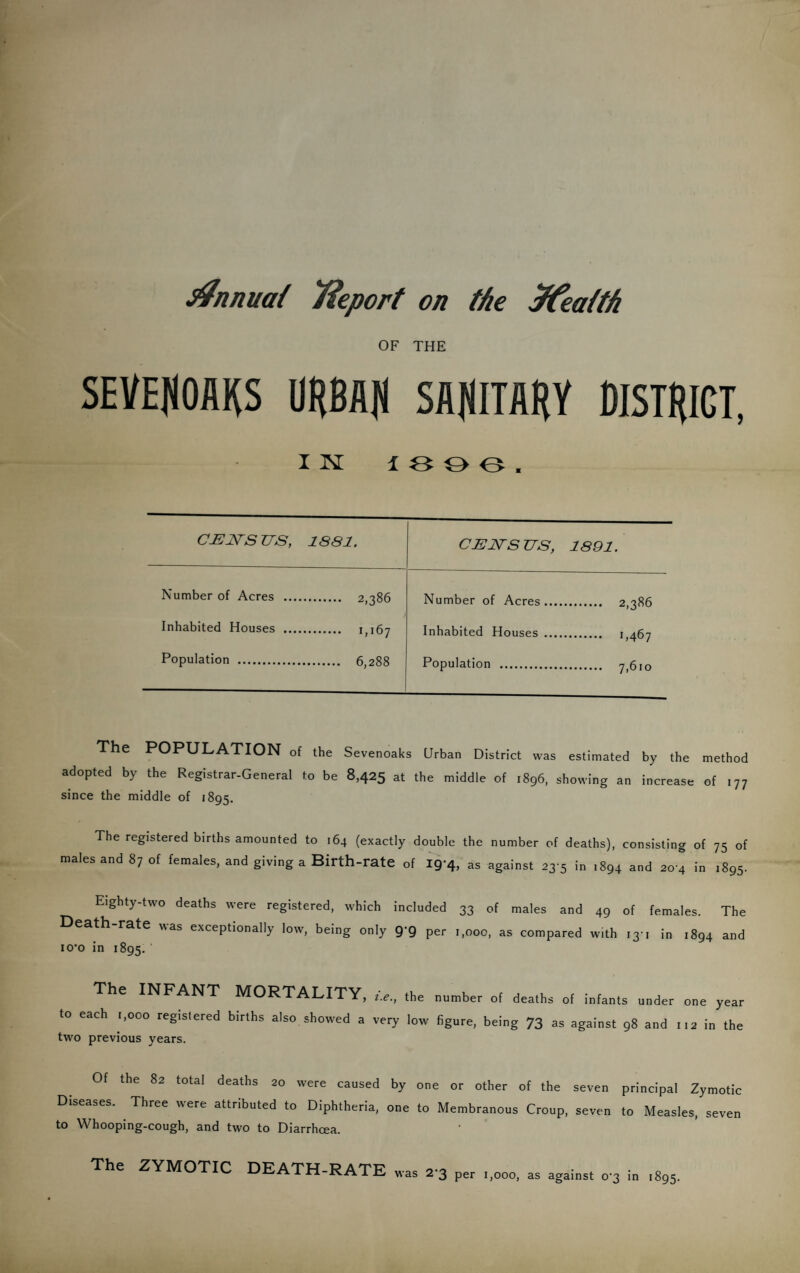 Annual Report on the Health
OF THE
SEVENOAKS URBAN SANITARY DISTRICT,
IN 1896.
CENSUS, 1881.
Number of Acres ............ 2,386
Inhabited Houses ............ 1,167
Population ...................... 6,288
CENSUS, 1891.
Number of Acres ............ 2,386
Inhabited Houses ............ 1,467
Population ...................... 7,610
The POPULATION of the Sevenoaks Urban District was estimated by the method
adopted by the Registrar-General to be 8,425 at the middle of 1896, showing an increase of 177
since the middle of 1895.
The registered births amounted to 164 (exactly double the number of deaths), consisting of 75 of
males and 87 of females, and giving a Birth-rate of 19·4, as against 23·5 in 1894 and 20·4 in 1895.
Eighty-two deaths were registered, which included 33 of males and 49 of females. The
Death-rate was exceptionally low, being only 9·9 per 1,000, as compared with 13·1 in 1894 and
10·0 in 1895.
The INFANT MORTALITY, i.e., the number of deaths of infants under one year
to each 1,000 registered births also showed a very low figure, being 73 as against 98 and 112 in the
two previous years.
Of the 82 total deaths 20 were caused by one or other of the seven principal Zymotic
Diseases. Three were attributed to Diphtheria, one to Membranous Croup, seven to Measles, seven
to Whooping-cough, and two to Diarrhœa.
The ZYMOTIC DEATH-RATE was 2·3 per 1,000, as against 0·3 in 1895.